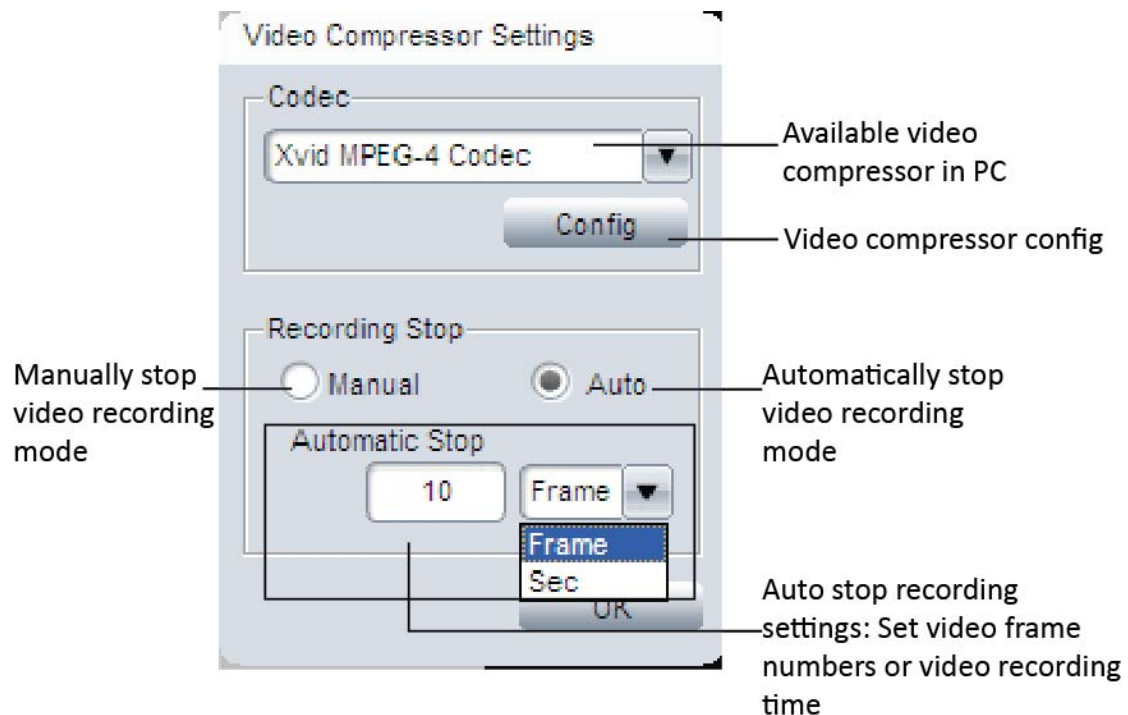 Video Compressor Settings
Codec
Xvid MPEG-4 Codec
Available video
compressor in PC
Config
Video compressor config
Recording Stop
Manually stop
video recording
mode
Manual
Auto
Automatically stop
video recording
mode
Automatic Stop
10
Frame
Frame
Sec
OK
Auto stop recording
settings: Set video frame
numbers or video recording
time